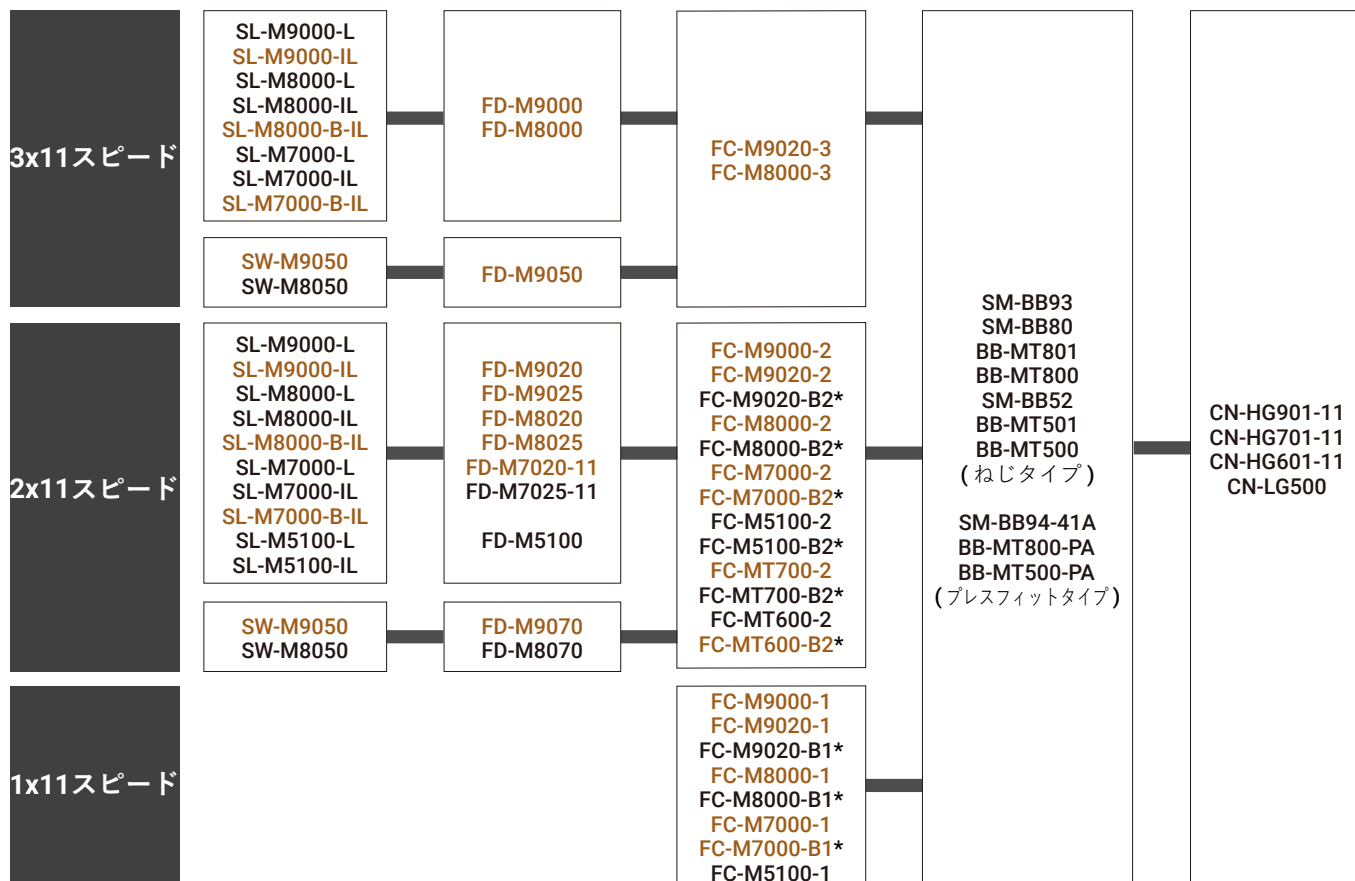 3x11スピード
SL-M9000-L
SL-M9000-IL
SL-M8000-L
SL-M8000-IL
SL-M8000-B-IL
SL-M7000-L
SL-M7000-IL
SL-M7000-B-IL
FD-M9000
FD-M8000
FC-M9020-3
FC-M8000-3
SW-M9050
SW-M8050
FD-M9050
2x11スピード
SL-M9000-L
SL-M9000-IL
SL-M8000-L
SL-M8000-IL
SL-M8000-B-IL
SL-M7000-L
SL-M7000-IL
SL-M7000-B-IL
SL-M5100-L
SL-M5100-IL
FD-M9020
FD-M9025
FD-M8020
FD-M8025
FD-M7020-11
FD-M7025-11
FD-M5100
SW-M9050
SW-M8050
FD-M9070
FD-M8070
FC-M9000-2
FC-M9020-2
FC-M9020-B2*
FC-M8000-2
FC-M8000-B2*
FC-M7000-2
FC-M7000-B2*
FC-M5100-2
FC-M5100-B2*
FC-MT700-2
FC-MT700-B2*
FC-MT600-2
FC-MT600-B2*
1x11スピード
FC-M9000-1
FC-M9020-1
FC-M9020-B1*
FC-M8000-1
FC-M8000-B1*
FC-M7000-1
FC-M7000-B1*
FC-M5100-1
SM-BB93
SM-BB80
BB-MT801
BB-MT800
SM-BB52
BB-MT501
BB-MT500
(ねじタイプ)
SM-BB94-41A
BB-MT800-PA
BB-MT500-PA
(プレスフィットタイプ)
CN-HG901-11
CN-HG701-11
CN-HG601-11
CN-LG500